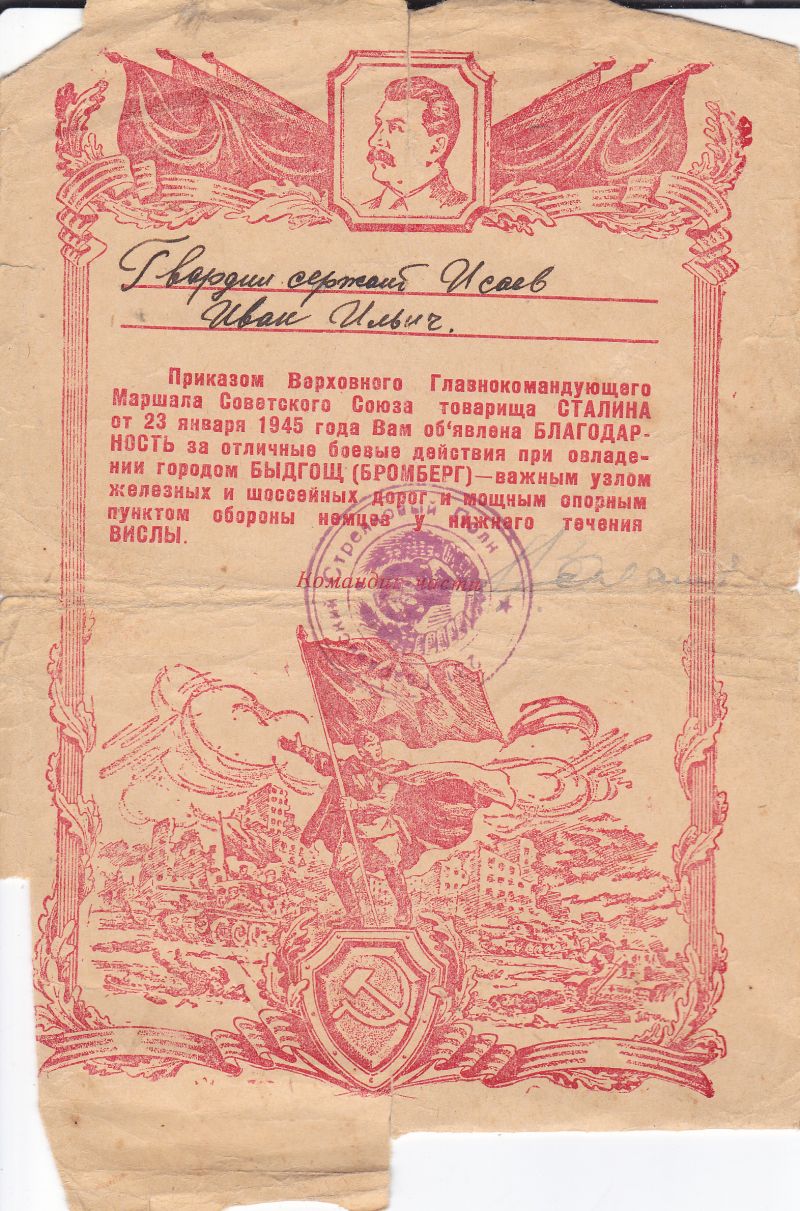 Гвардии сержант Исаев
Иван Ильич.
Приказом Верховного Главнокомандующего
Маршала Советского Союза товарища СТАЛИНА
от 23 января 1945 года Вам об'явлена БЛАГОДАР-
НОСТЬ за отличные боевые действия при овладе-
нии городом БЫДГОЩ (БРОМБЕРГ)—важным узлом
железных и шоссейных дорог и мощным опорным
пунктом обороны немцев у нижнего течения
ВИСЛЫ.
Командир части
Стрелковый Полк